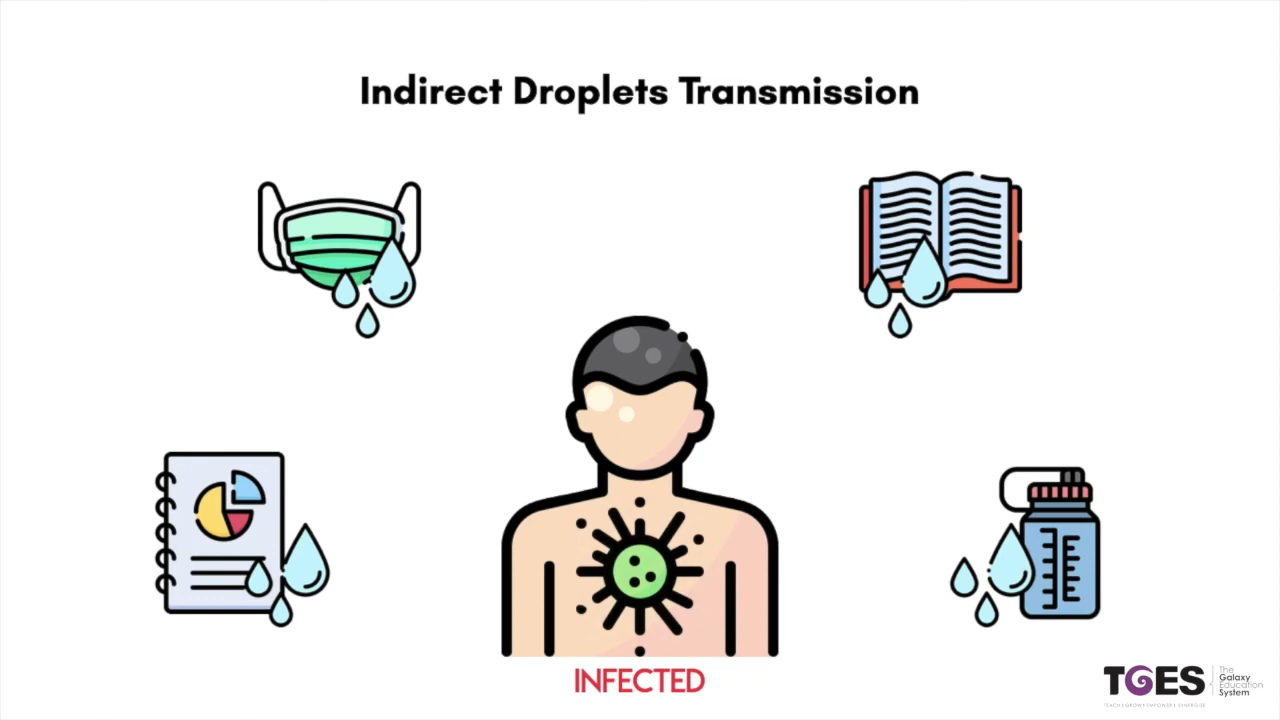 Indirect Droplets Transmission
INFECTED
TGES
The
Galaxy
Education
System